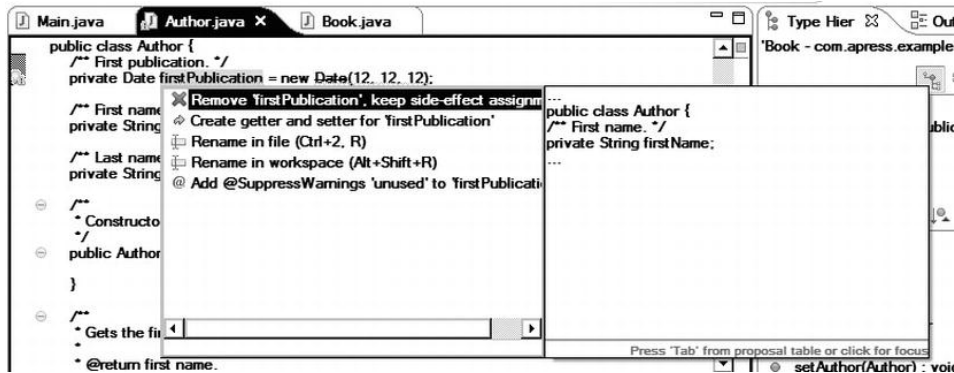 Main.java
Author.java
Book.java
Type Hier
Out
public class Author {
/** First publication. */
private Date firstPublication = new Date(12, 12, 12);
/** First name
private String
/** Last name
private String
/**
* Constructo
*/
public Author
}
/**
* Gets the fir
*
* @return first name.
Remove 'firstPublication', keep side-effect assignm
Create getter and setter for 'firstPublication'
Rename in file (Ctrl+2, R)
Rename in workspace (Alt+Shift+R)
@ Add @SuppressWarnings 'unused' to 'firstPublicati
...
public class Author {
/** First name. */
private String firstName;
...
Press 'Tab' from proposal table or click for focus
'Book - com.apress.example
setAuthor(Author) : void